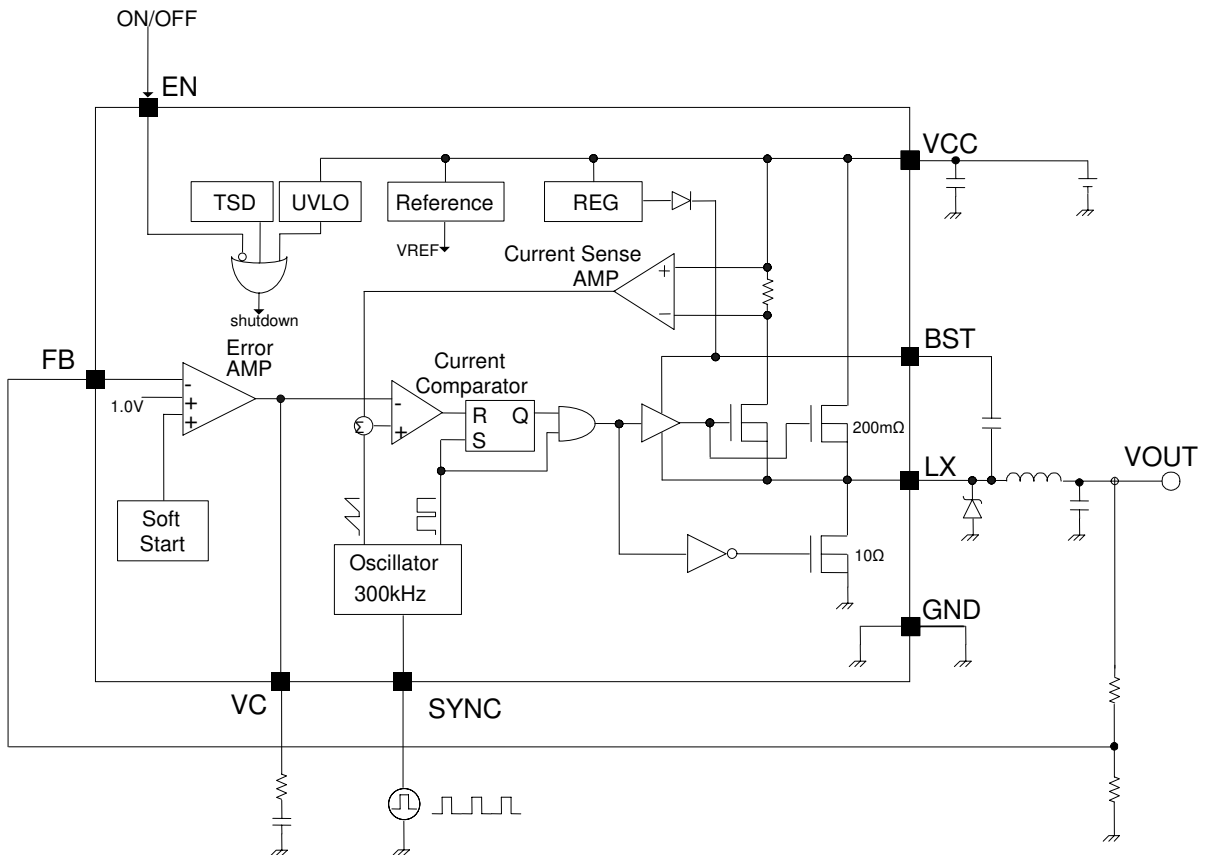 ON/OFF
EN
VCC
TSD
UVLO
Reference
REG
VREF
Current Sense
AMP
+
−
shutdown
BST
FB
Error
AMP
Current
Comparator
-
1.0V
+
+
-
+
Σ
R
Q
S
200mΩ
LX
VOUT
Soft
Start
Oscillator
300kHz
10Ω
GND
VC
SYNC